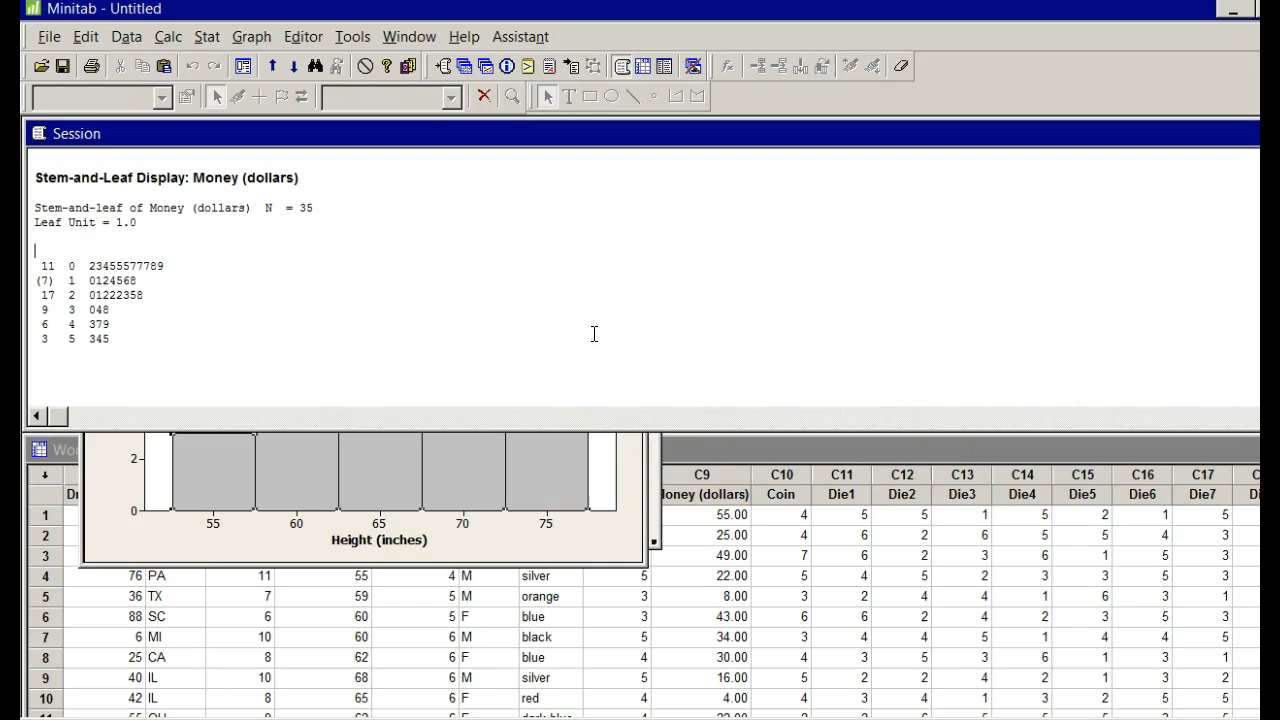 Minitab - Untitled
File Edit Data Calc Stat Graph Editor Tools Window Help Assistant
Session
Stem-and-Leaf Display: Money (dollars)
Stem-and-leaf of Money (dollars) N = 35
Leaf Unit = 1.0
11 0 23455577789
(7) 1 0124568
17 2 01222358
9 3 048
6 4 379
3 5 345
2
0
55 60 65 70 75
Height (inches)
C9 C10 C11 C12 C13 C14 C15 C16 C17
Money (dollars) Coin Die1 Die2 Die3 Die4 Die5 Die6 Die7
1 55.00 4 5 5 1 5 2 1 5
2 25.00 4 6 2 6 5 5 4 3
3 49.00 7 6 2 3 6 1 5 3
4 76 PA 11 55 4 M silver 5 22.00 5 4 5 2 3 3 5 3
5 36 TX 7 59 5 M orange 3 8.00 3 2 4 4 1 6 3 1
6 88 SC 6 60 5 F blue 3 43.00 6 6 2 4 2 3 5 3
7 6 MI 10 60 6 M black 5 34.00 3 4 4 5 1 4 4 5
8 25 CA 8 62 6 F blue 4 30.00 4 3 5 3 6 1 3 1
9 40 IL 10 68 6 M silver 5 16.00 5 2 2 4 2 1 3 2
10 42 IL 8 65 6 F red 4 4.00 3 4 1 3 2 5 5